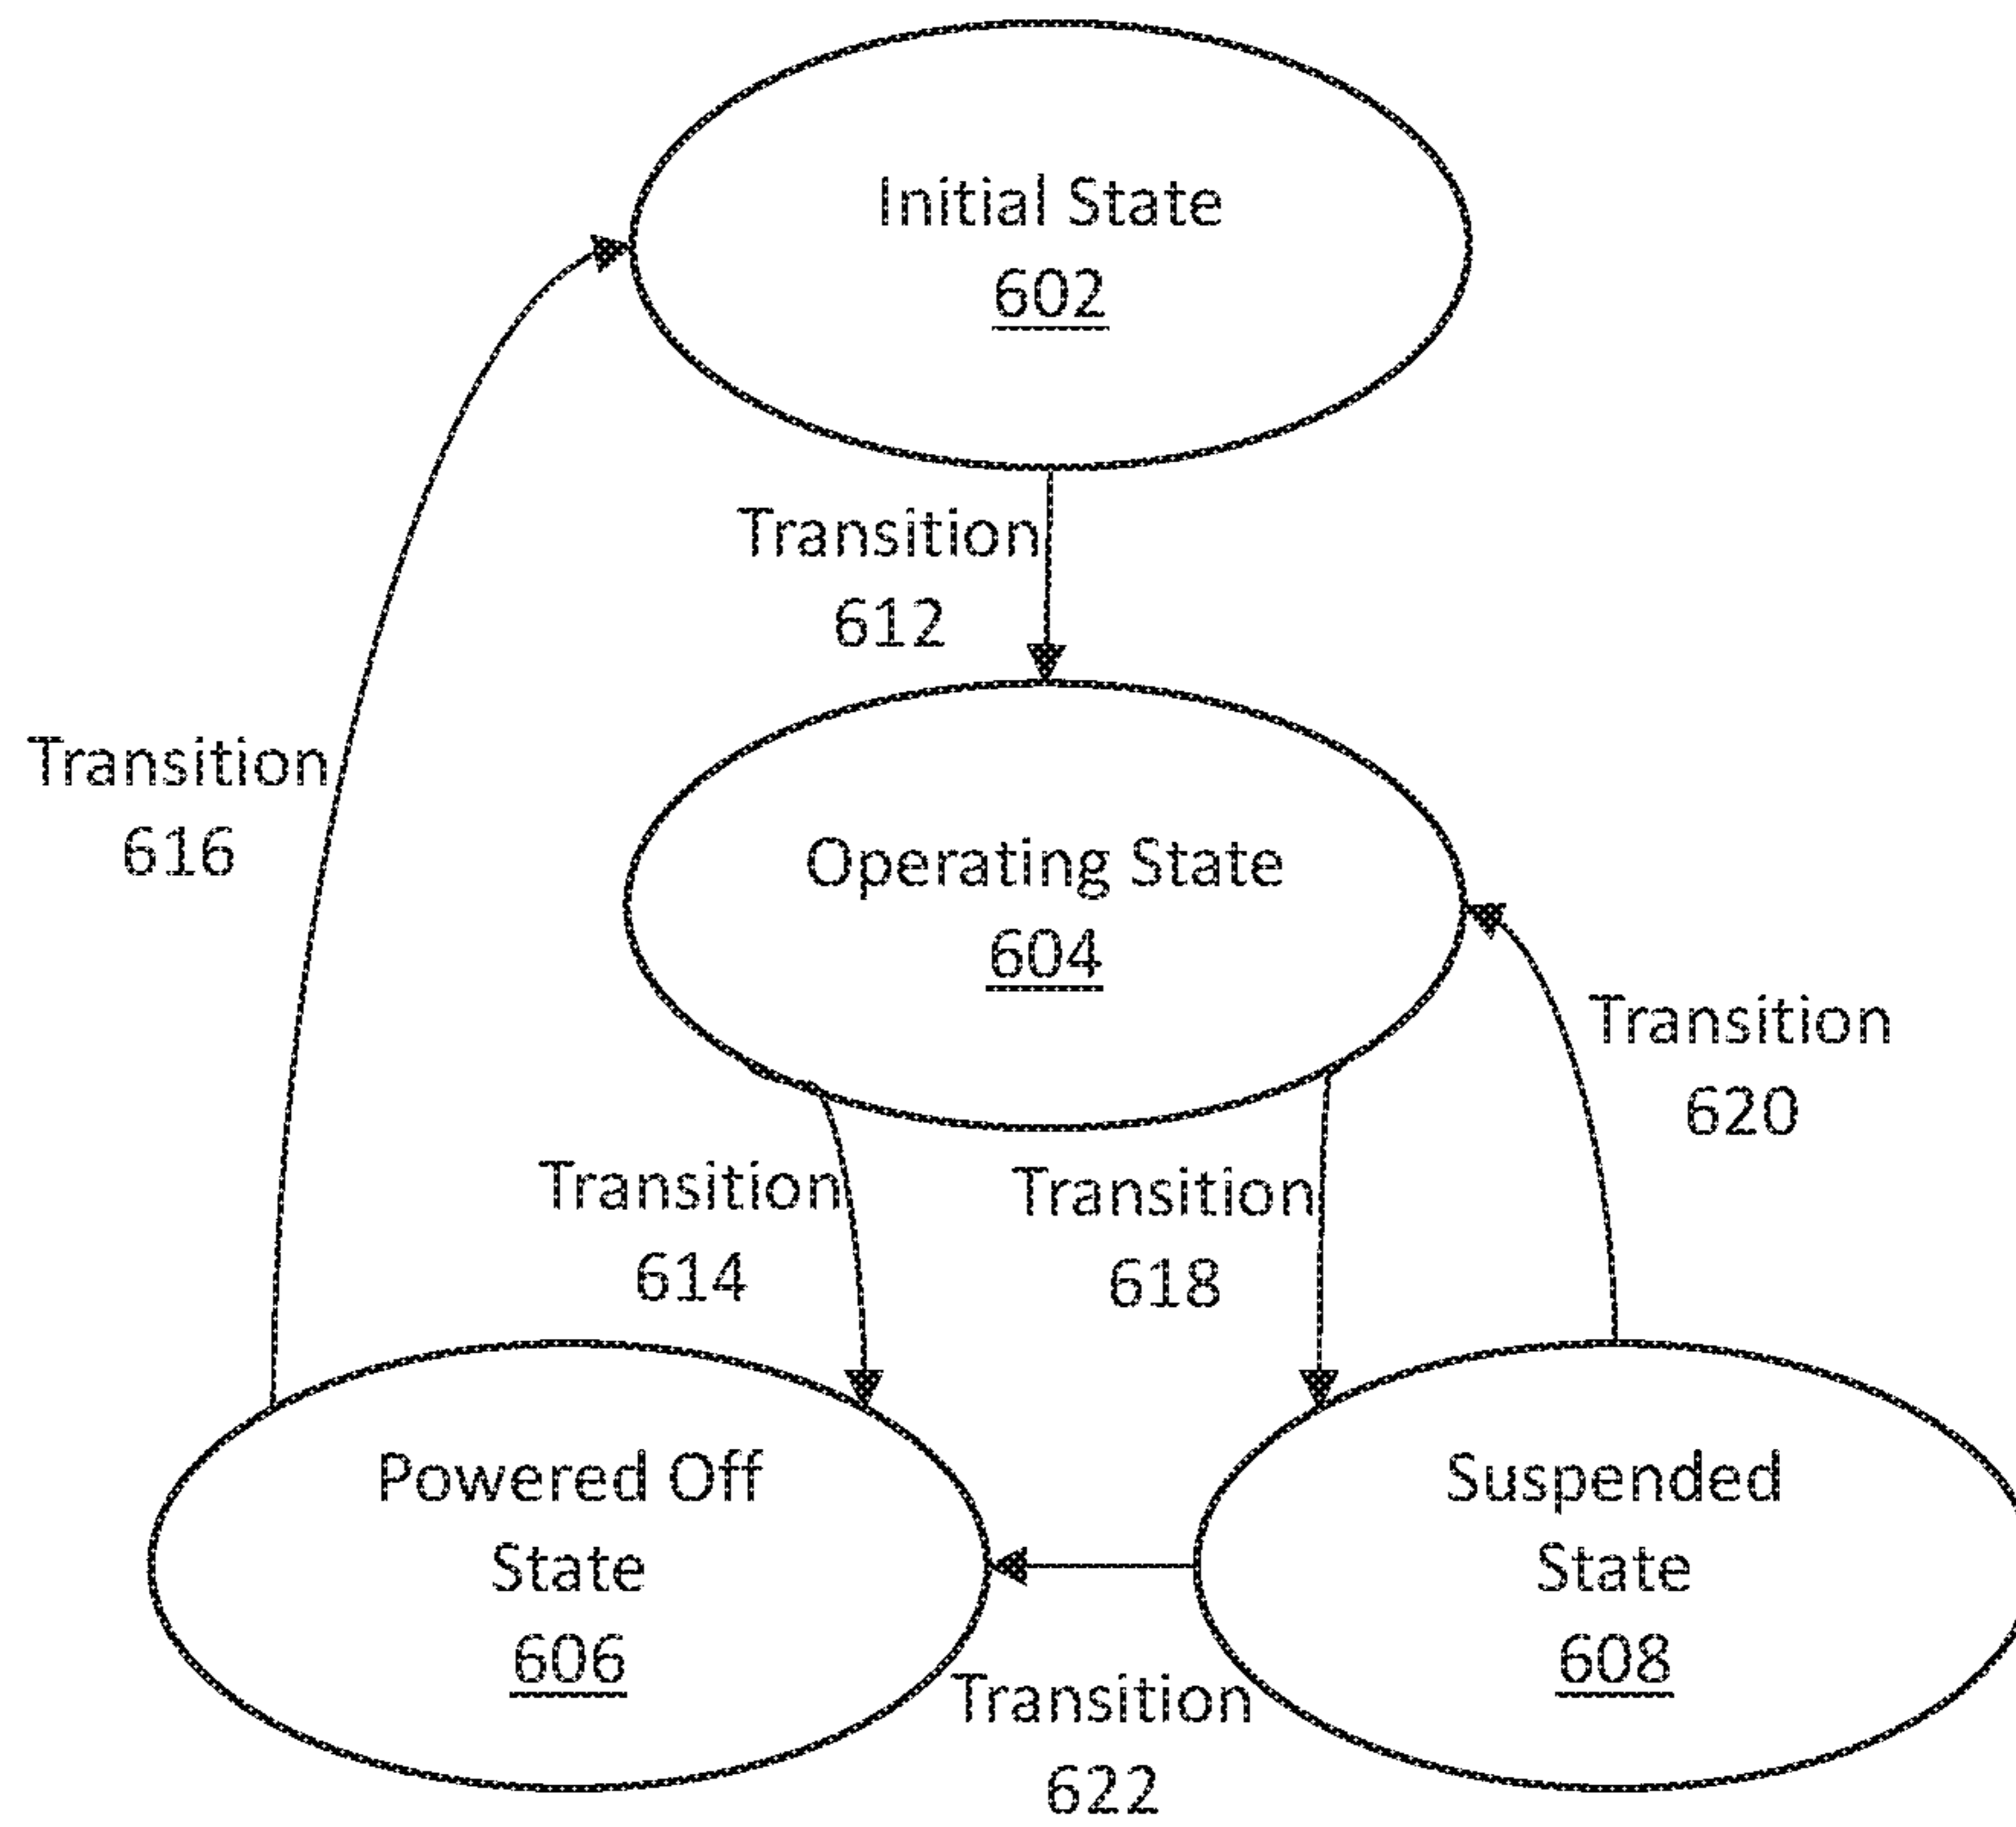 Initial State
602
Transition
612
Transition
616
Operating State
604
Transition
620
Transition
614
Transition
618
Powered Off
State
606
Suspended
State
608
Transition
622